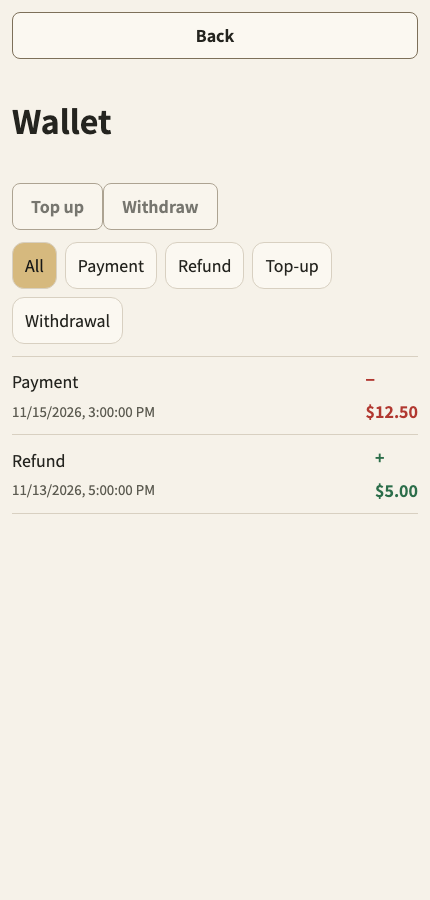 Back
Wallet
Top up Withdraw
All Payment Refund Top-up
Withdrawal
Payment −
11/15/2026, 3:00:00 PM $12.50
Refund +
11/13/2026, 5:00:00 PM $5.00